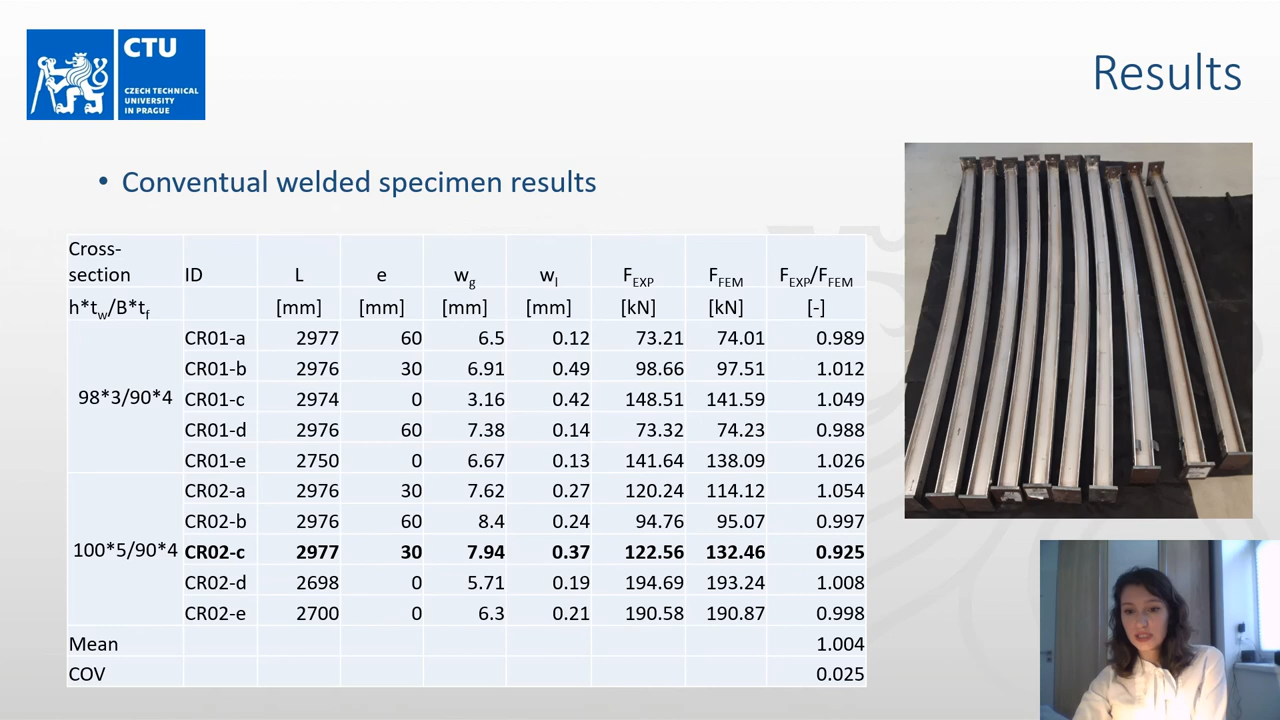 CTU
CZECH TECHNICAL
UNIVERSITY
IN PRAGUE
Results
• Conventual welded specimen results
Cross-section ID L e wg wl FEXP FFEM FEXP/FFEM
h*tw/B*tf [mm] [mm] [mm] [mm] [kN] [kN] [-]
98*3/90*4
CR01-a 2977 60 6.5 0.12 73.21 74.01 0.989
CR01-b 2976 30 6.91 0.49 98.66 97.51 1.012
CR01-c 2974 0 3.16 0.42 148.51 141.59 1.049
CR01-d 2976 60 7.38 0.14 73.32 74.23 0.988
CR01-e 2750 0 6.67 0.13 141.64 138.09 1.026
100*5/90*4
CR02-a 2976 30 7.62 0.27 120.24 114.12 1.054
CR02-b 2976 60 8.4 0.24 94.76 95.07 0.997
CR02-c 2977 30 7.94 0.37 122.56 132.46 0.925
CR02-d 2698 0 5.71 0.19 194.69 193.24 1.008
CR02-e 2700 0 6.3 0.21 190.58 190.87 0.998
Mean 1.004
COV 0.025